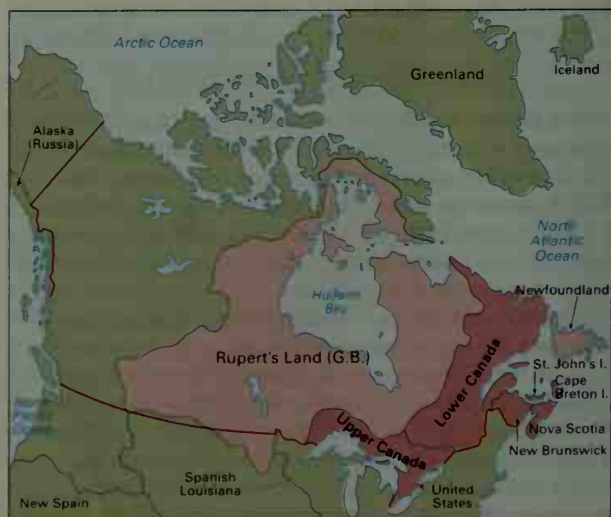 Arctic Ocean
Greenland
Iceland
Alaska
(Russia)
North
Atlantic
Ocean
Newfoundland
Hudson
Bay
Rupert's Land (G.B.)
St. John's I.
Cape
Breton I.
Lower Canada
Nova Scotia
Upper Canada
New Brunswick
Spanish
Louisiana
United
States
New Spain